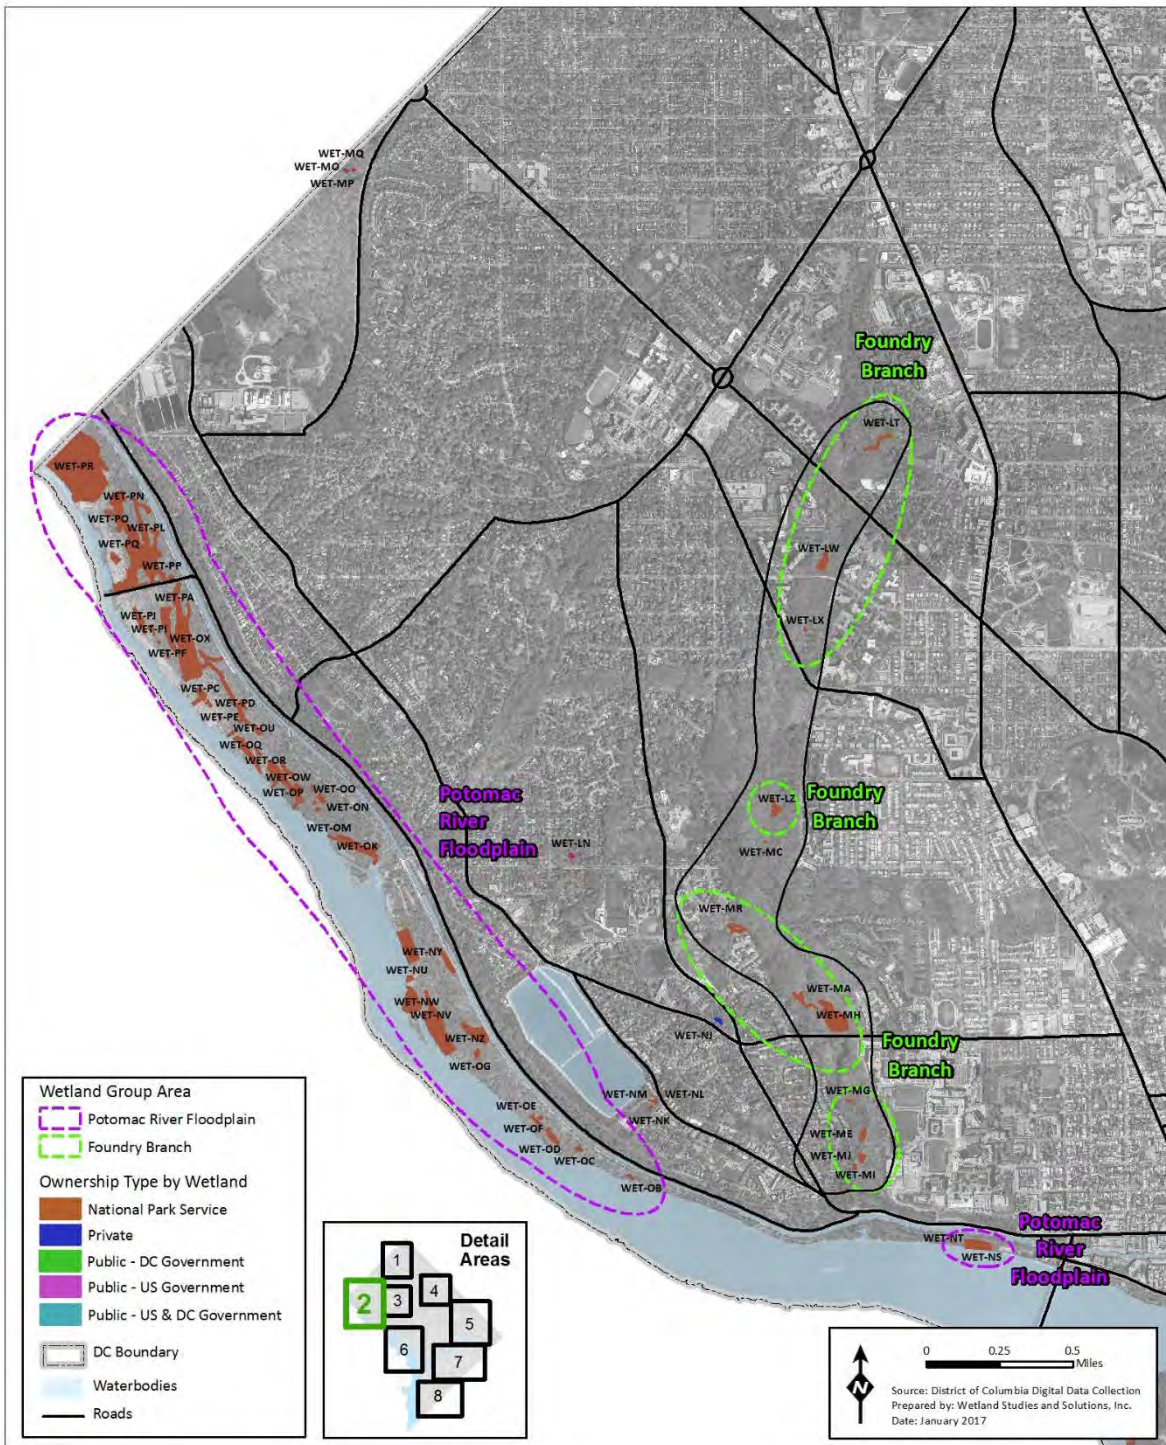 WET-MQ
WET-MO
WET-MP
Foundry
Branch
WET-LT
WET-PR
WET-PN
WET-PO
WET-PL
WET-PQ
WET-PP
WET-LW
WET-PA
WET-PJ
WET-PI
WET-OX
WET-PF
WET-LX
WET-PC
WET-PD
WET-PE
WET-OU
WET-OQ
WET-OR
WET-OW
WET-OP
WET-OO
WET-ON
Potomac
River
Floodplain
WET-LZ
Foundry
Branch
WET-OM
WET-OK
WET-LN
WET-MC
WET-MR
WET-NY
WET-NU
WET-NW
WET-NV
WET-MA
WET-MH
WET-NZ
WET-NJ
WET-OG
Foundry
Branch
WET-MG
WET-NM
WET-NL
WET-NK
WET-OE
WET-OF
WET-OD
WET-OC
WET-ME
WET-MJ
WET-MI
WET-OB
WET-NT
WET-NS
Potomac
River
Floodplain
Wetland Group Area
Potomac River Floodplain
Foundry Branch
Ownership Type by Wetland
National Park Service
Private
Public - DC Government
Public - US Government
Public - US & DC Government
DC Boundary
Waterbodies
Roads
Detail
Areas
1
2
3
4
5
6
7
8
N
0 0.25 0.5
Miles
Source: District of Columbia Digital Data Collection
Prepared by: Wetland Studies and Solutions, Inc.
Date: January 2017